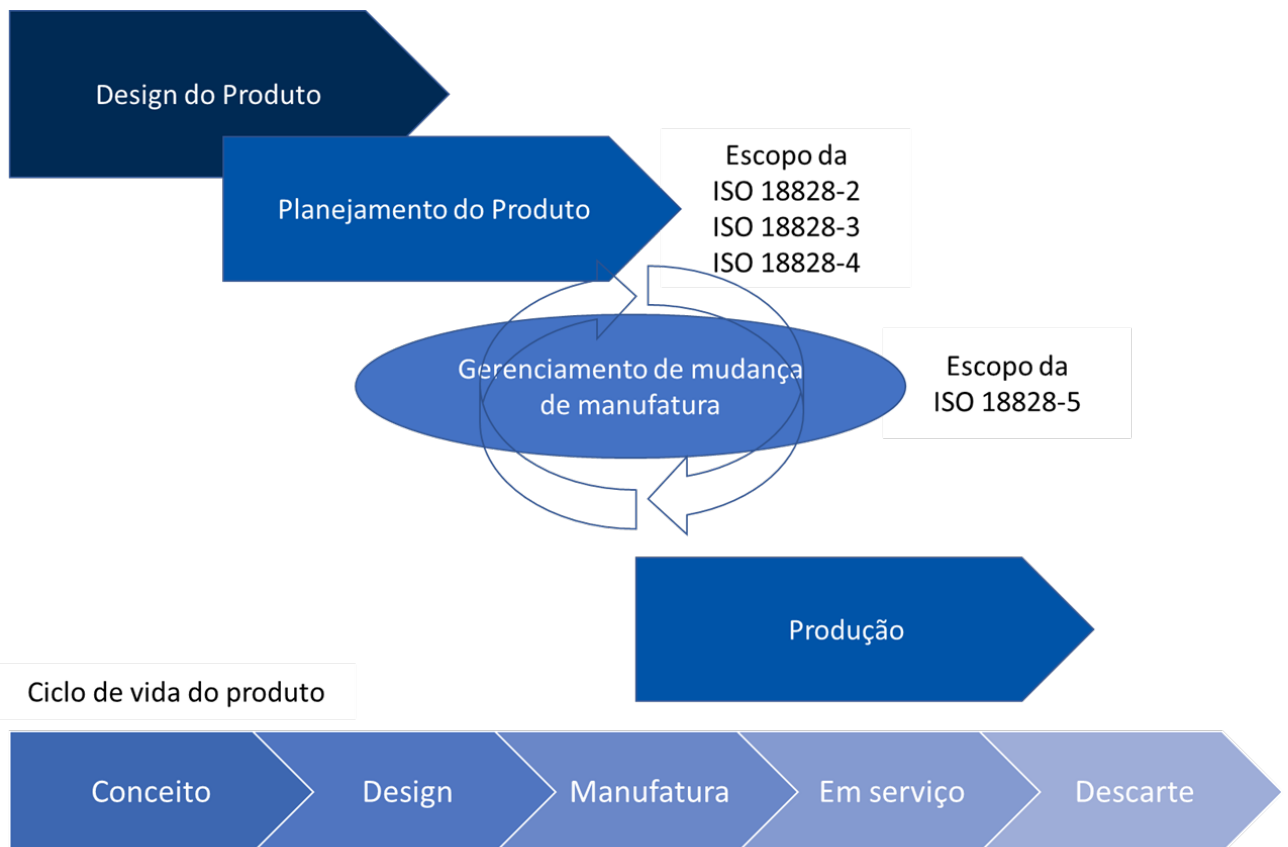 Design do Produto
Planejamento do Produto
Escopo da
ISO 18828-2
ISO 18828-3
ISO 18828-4
Gerenciamento de mudança
de manufatura
Escopo da
ISO 18828-5
Produção
Ciclo de vida do produto
Conceito
Design
Manufatura
Em serviço
Descarte